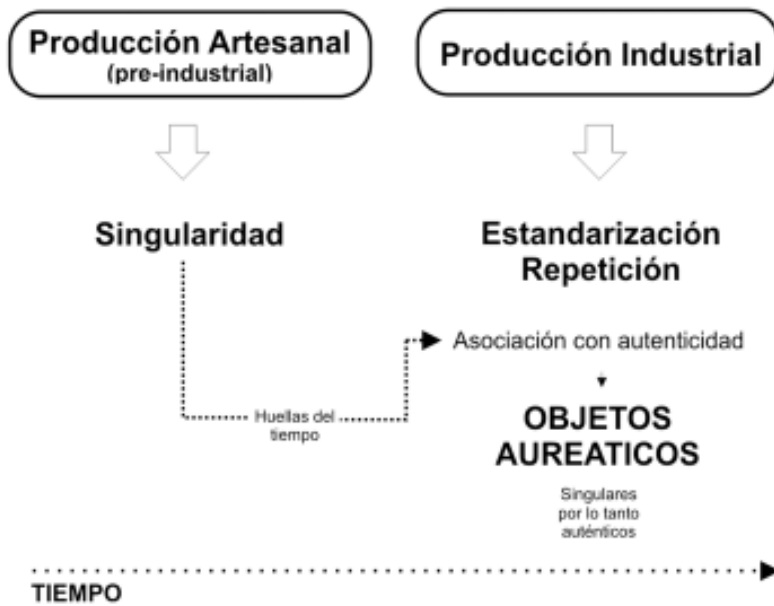 Producción Artesanal
(pre-industrial)
Producción Industrial
Singularidad
Estandarización
Repetición
Asociación con autenticidad
Huellas del
tiempo
OBJETOS
AUREATICOS
Singulares
por lo tanto
auténticos
TIEMPO